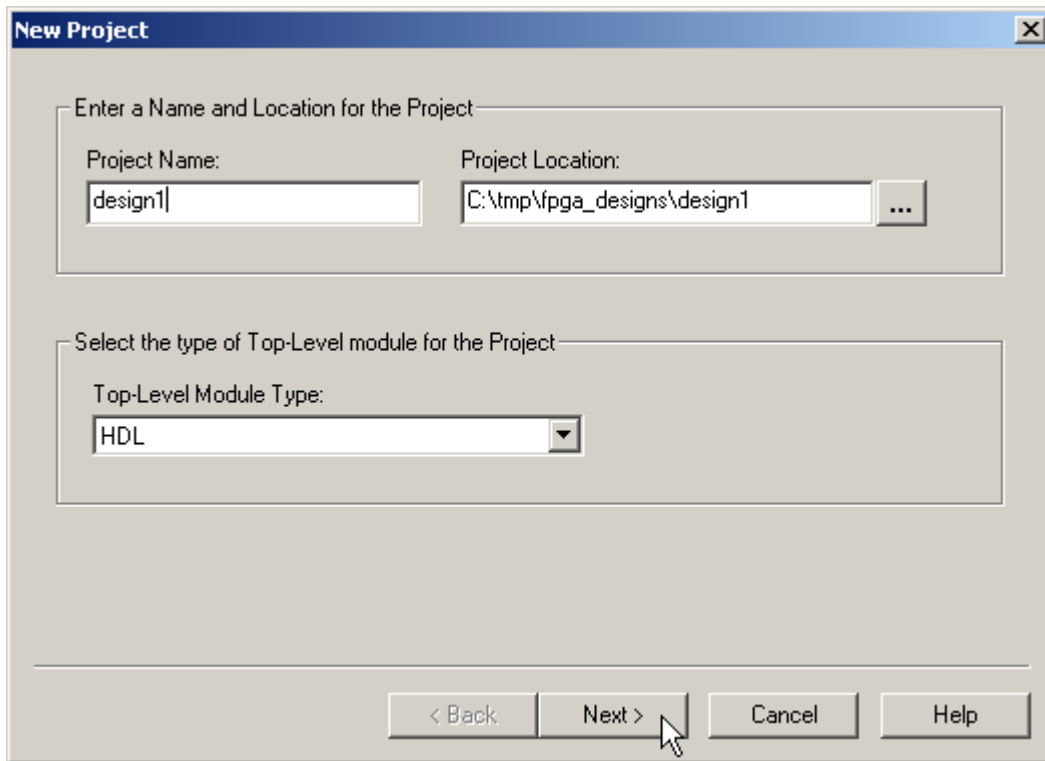 New Project
Enter a Name and Location for the Project
Project Name:
Project Location:
design1
C:\tmp\fpga_designs\design1
...
Select the type of Top-Level module for the Project
Top-Level Module Type:
HDL
< Back
Next >
Cancel
Help